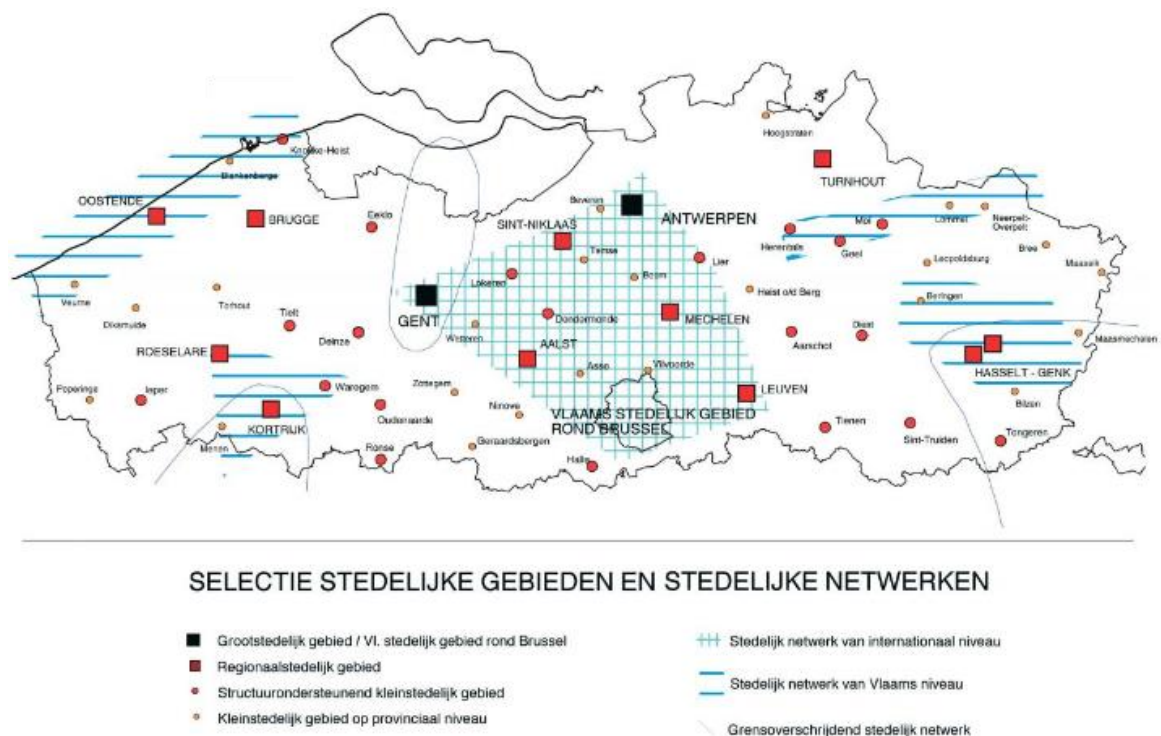 Hoogstraten
TURNHOUT
Knokke-Heist
Blankenberge
OOSTENDE
BRUGGE
Eeklo
Beveren
ANTWERPEN
SINT-NIKLAAS
Temse
Lokeren
Boom
Lier
Herentals
Mol
Geel
Lommel
Neerpelt-
Overpelt
Bree
Maaseik
Leopoldsburg
Beringen
Heist o/d Berg
Veurne
Diksmuide
Torhout
Tielt
Deinze
GENT
Wetteren
Dendermonde
MECHELEN
Aarschot
Diest
Maasmechelen
ROESELARE
AALST
Asse
Vilvoorde
HASSELT - GENK
Poperinge
Ieper
Waregem
Zottegem
LEUVEN
Bilzen
KORTRIJK
Oudenaarde
Ninove
VLAAMS STEDELIJK GEBIED
ROND BRUSSEL
Tienen
Sint-Truiden
Tongeren
Menen
Ronse
Geraardsbergen
Halle
SELECTIE STEDELIJKE GEBIEDEN EN STEDELIJKE NETWERKEN
Grootstedelijk gebied / Vl. stedelijk gebied rond Brussel
Regionaalstedelijk gebied
Structuurondersteunend kleinstedelijk gebied
Kleinstedelijk gebied op provinciaal niveau
Stedelijk netwerk van internationaal niveau
Stedelijk netwerk van Vlaams niveau
Grensoverschrijdend stedelijk netwerk